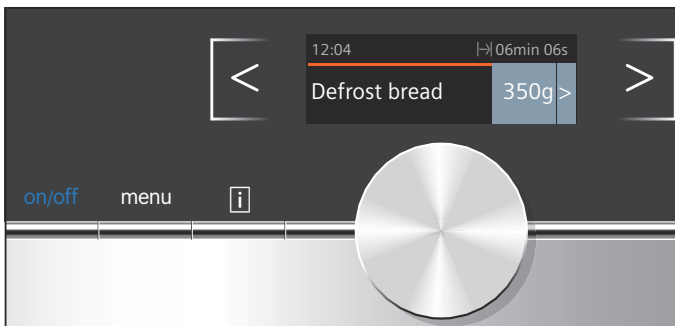 12:04 |→| 06min 06s
Defrost bread 350g >
< >
on/off menu i